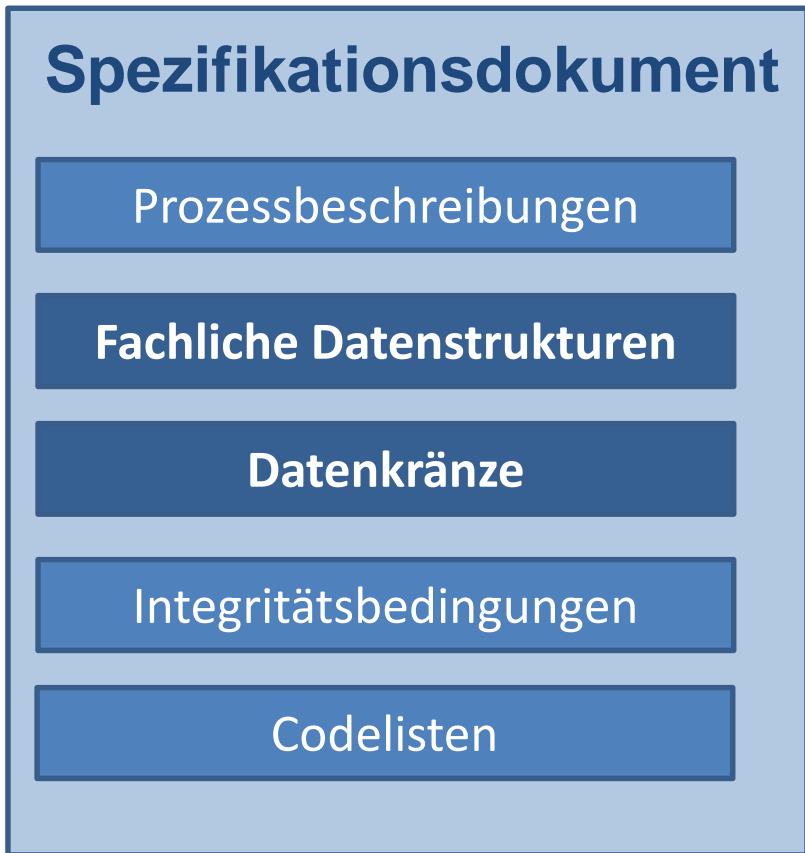 Spezifikationsdokument
Prozessbeschreibungen
Fachliche Datenstrukturen
Datenkränze
Integritätsbedingungen
Codelisten